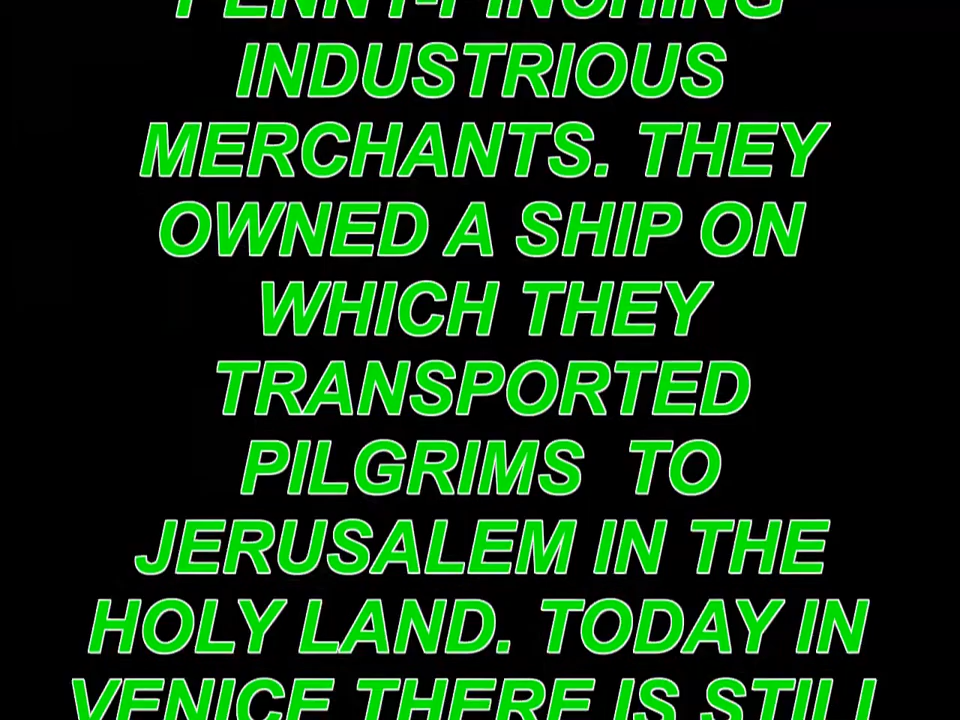 PENNY-PINCHING
INDUSTRIOUS
MERCHANTS. THEY
OWNED A SHIP ON
WHICH THEY
TRANSPORTED
PILGRIMS  TO
JERUSALEM IN THE
HOLY LAND. TODAY IN
VENICE THERE IS STILL